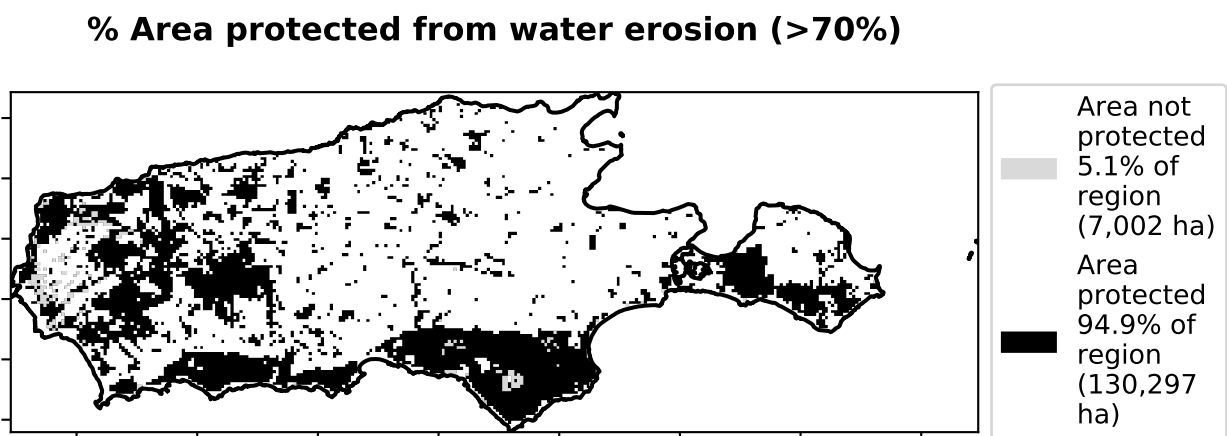 % Area protected from water erosion (>70%)
Area not
protected
5.1% of
region
(7,002 ha)
Area
protected
94.9% of
region
(130,297
ha)